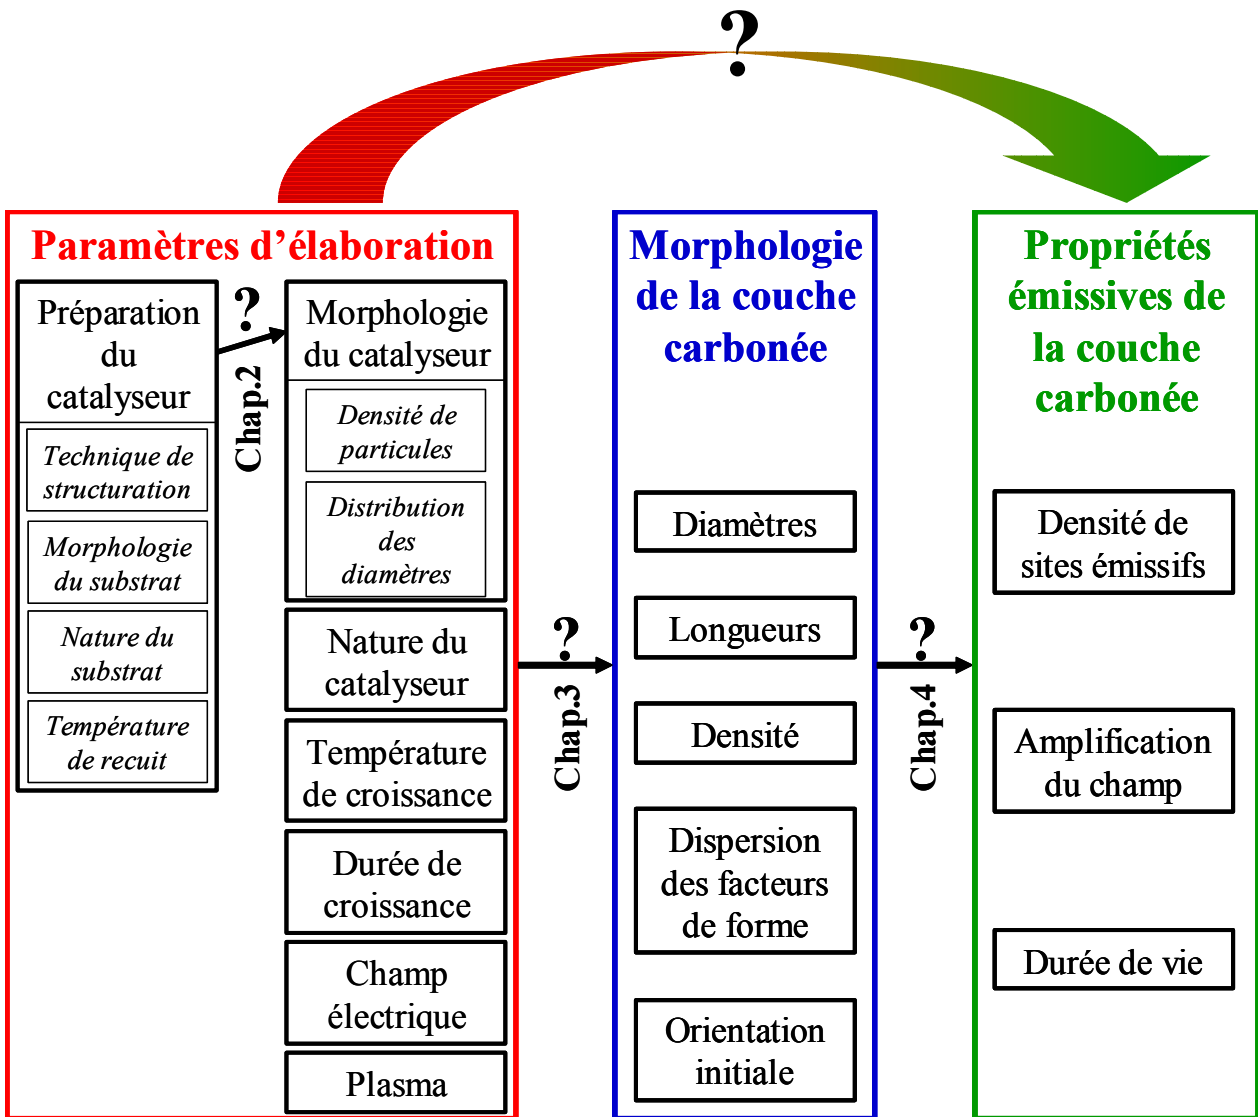 ?
Paramètres d’élaboration
Préparation
du
catalyseur
Technique de
structuration
Morphologie
du substrat
Nature du
substrat
Température
de recuit
?
Chap.2
Morphologie
du catalyseur
Densité de
particules
Distribution
des
diamètres
Nature du
catalyseur
Température
de croissance
Durée de
croissance
Champ
électrique
Plasma
?
Chap.3
Morphologie
de la couche
carbonée
Diamètres
Longueurs
Densité
Dispersion
des facteurs
de forme
Orientation
initiale
?
Chap.4
Propriétés
émissives de
la couche
carbonée
Densité de
sites émissifs
Amplification
du champ
Durée de vie